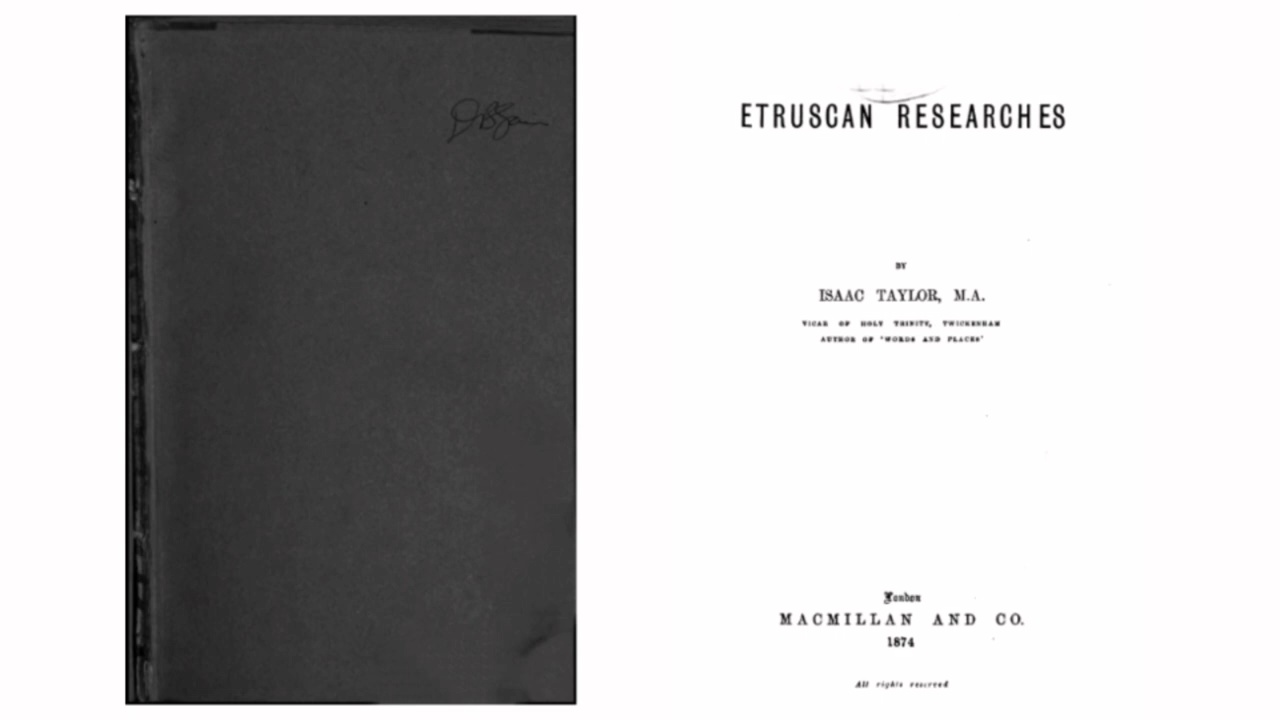 ETRUSCAN RESEARCHES
BY
ISAAC TAYLOR, M.A.
VICAR OF HOLY TRINITY, TWICKENHAM
AUTHOR OF 'WORDS AND PLACES'
London
MACMILLAN AND CO.
1874
All rights reserved